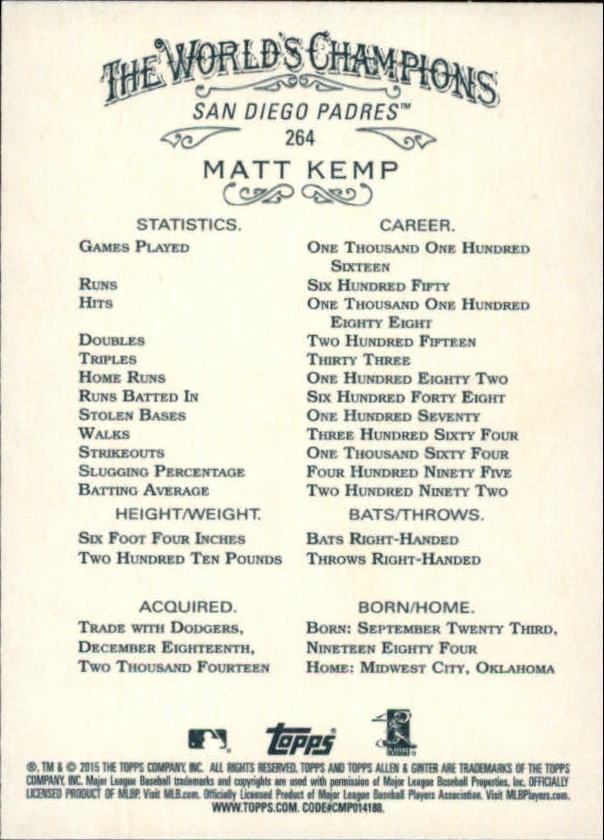 THE WORLD'S CHAMPIONS
SAN DIEGO PADRES™
264
MATT KEMP
STATISTICS. CAREER.
GAMES PLAYED ONE THOUSAND ONE HUNDRED
SIXTEEN
RUNS SIX HUNDRED FIFTY
HITS ONE THOUSAND ONE HUNDRED
EIGHTY EIGHT
DOUBLES TWO HUNDRED FIFTEEN
TRIPLES THIRTY THREE
HOME RUNS ONE HUNDRED EIGHTY TWO
RUNS BATTED IN SIX HUNDRED FORTY EIGHT
STOLEN BASES ONE HUNDRED SEVENTY
WALKS THREE HUNDRED SIXTY FOUR
STRIKEOUTS ONE THOUSAND SIXTY FOUR
SLUGGING PERCENTAGE FOUR HUNDRED NINETY FIVE
BATTING AVERAGE TWO HUNDRED NINETY TWO
HEIGHT/WEIGHT. BATS/THROWS.
SIX FOOT FOUR INCHES BATS RIGHT-HANDED
TWO HUNDRED TEN POUNDS THROWS RIGHT-HANDED
ACQUIRED. BORN/HOME.
TRADE WITH DODGERS, BORN: SEPTEMBER TWENTY THIRD,
DECEMBER EIGHTEENTH, NINETEEN EIGHTY FOUR
TWO THOUSAND FOURTEEN HOME: MIDWEST CITY, OKLAHOMA
Topps
®, TM & © 2015 THE TOPPS COMPANY, INC. ALL RIGHTS RESERVED. TOPPS AND TOPPS ALLEN & GINTER ARE TRADEMARKS OF THE TOPPS
COMPANY, INC. Major League Baseball trademarks and copyrights are used with permission of Major League Baseball Properties, Inc. OFFICIALLY
LICENSED PRODUCT OF MLBP. Visit MLB.com. Officially Licensed Product of Major League Baseball Players Association. Visit MLBPlayers.com.
WWW.TOPPS.COM. CODE#CMP014188.